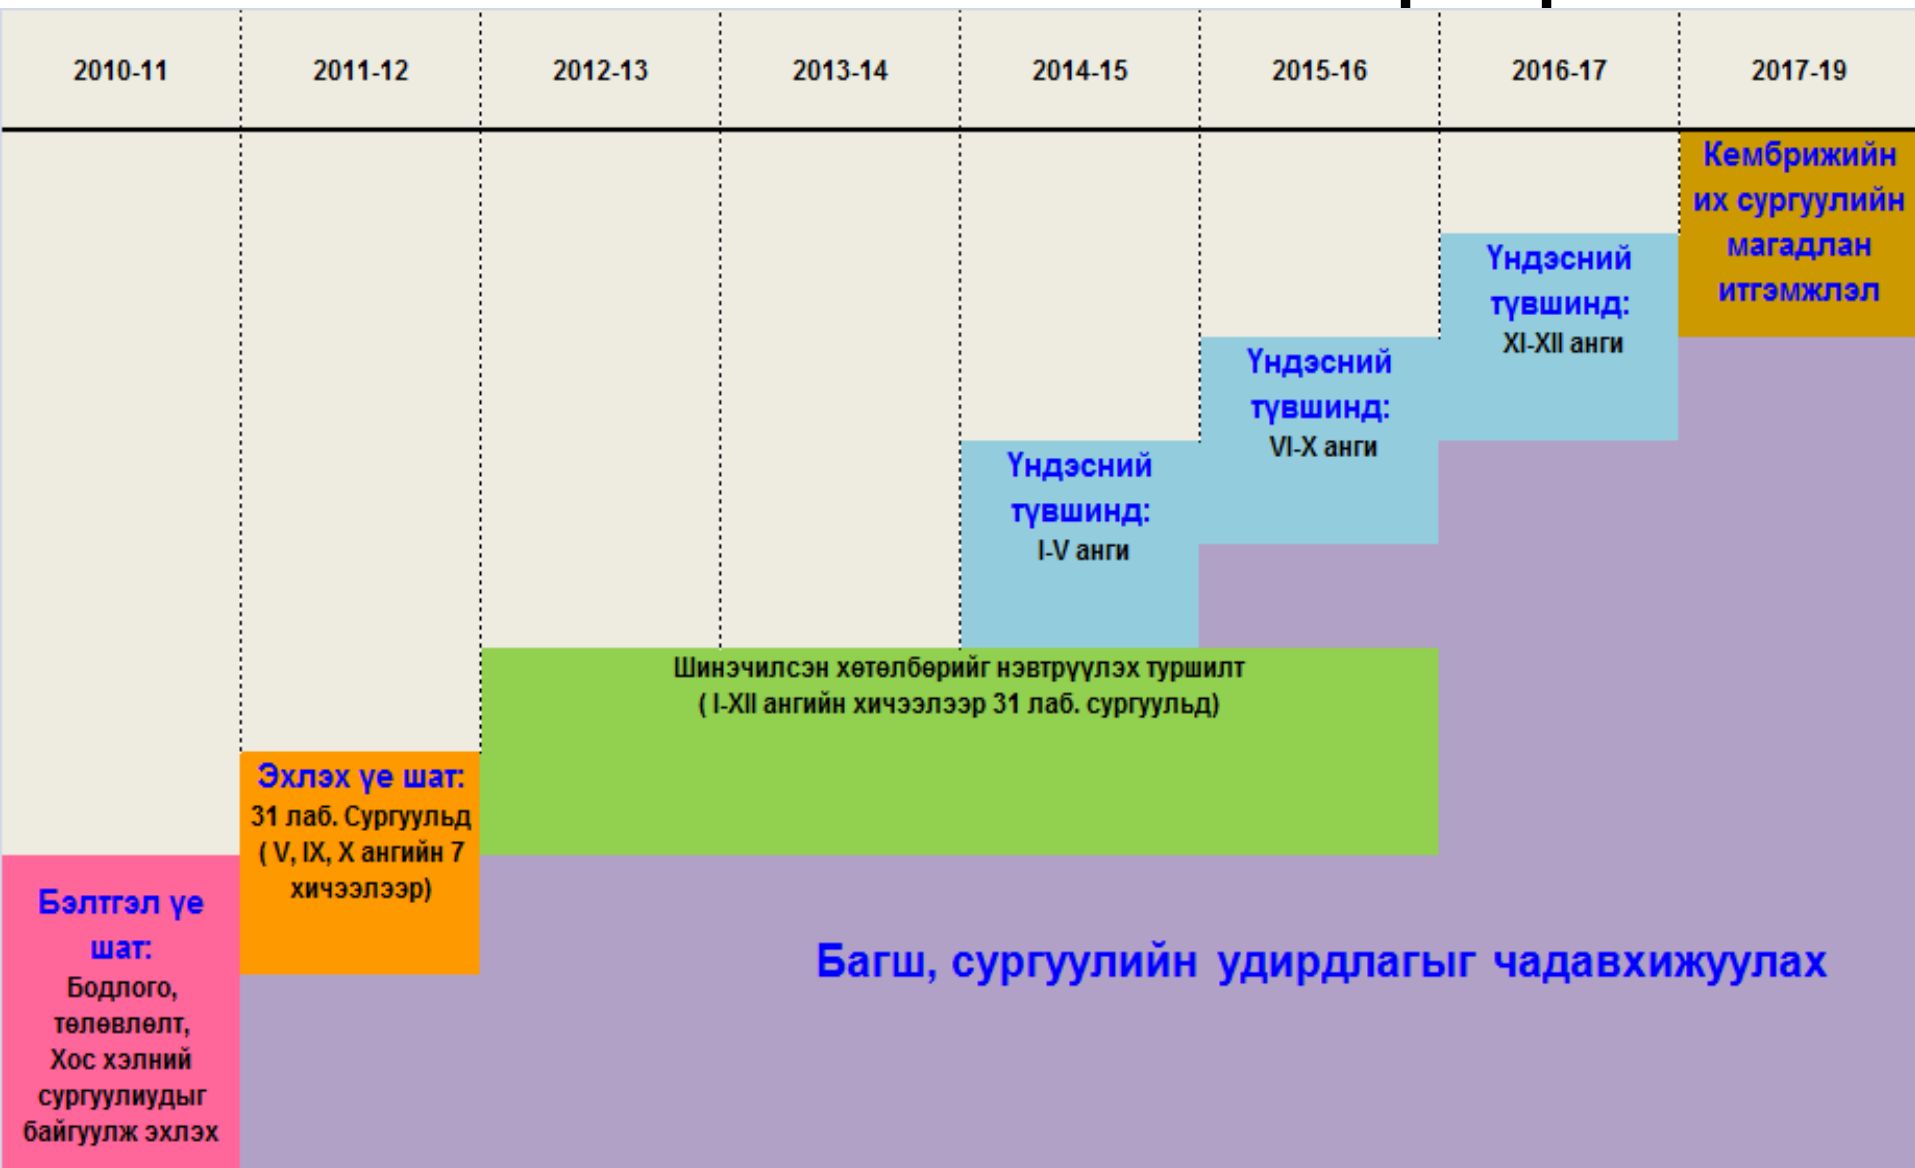 2010-11 2011-12 2012-13 2013-14 2014-15 2015-16 2016-17 2017-19
Кембрижийн
их сургуулийн
магадлан
итгэмжлэл
Үндэсний
түвшинд:
XI-XII анги
Үндэсний
түвшинд:
VI-X анги
Үндэсний
түвшинд:
I-V анги
Шинэчилсэн хөтөлбөрийг нэвтрүүлэх туршилт
( I-XII ангийн хичээлээр 31 лаб. сургуульд)
Эхлэх үе шат:
31 лаб. Сургуульд
( V, IX, X ангийн 7
хичээлээр)
Бэлтгэл үе
шат:
Бодлого,
төлөвлөлт,
Хос хэлний
сургуулиудыг
байгуулж эхлэх
Багш, сургуулийн удирдлагыг чадавхижуулах